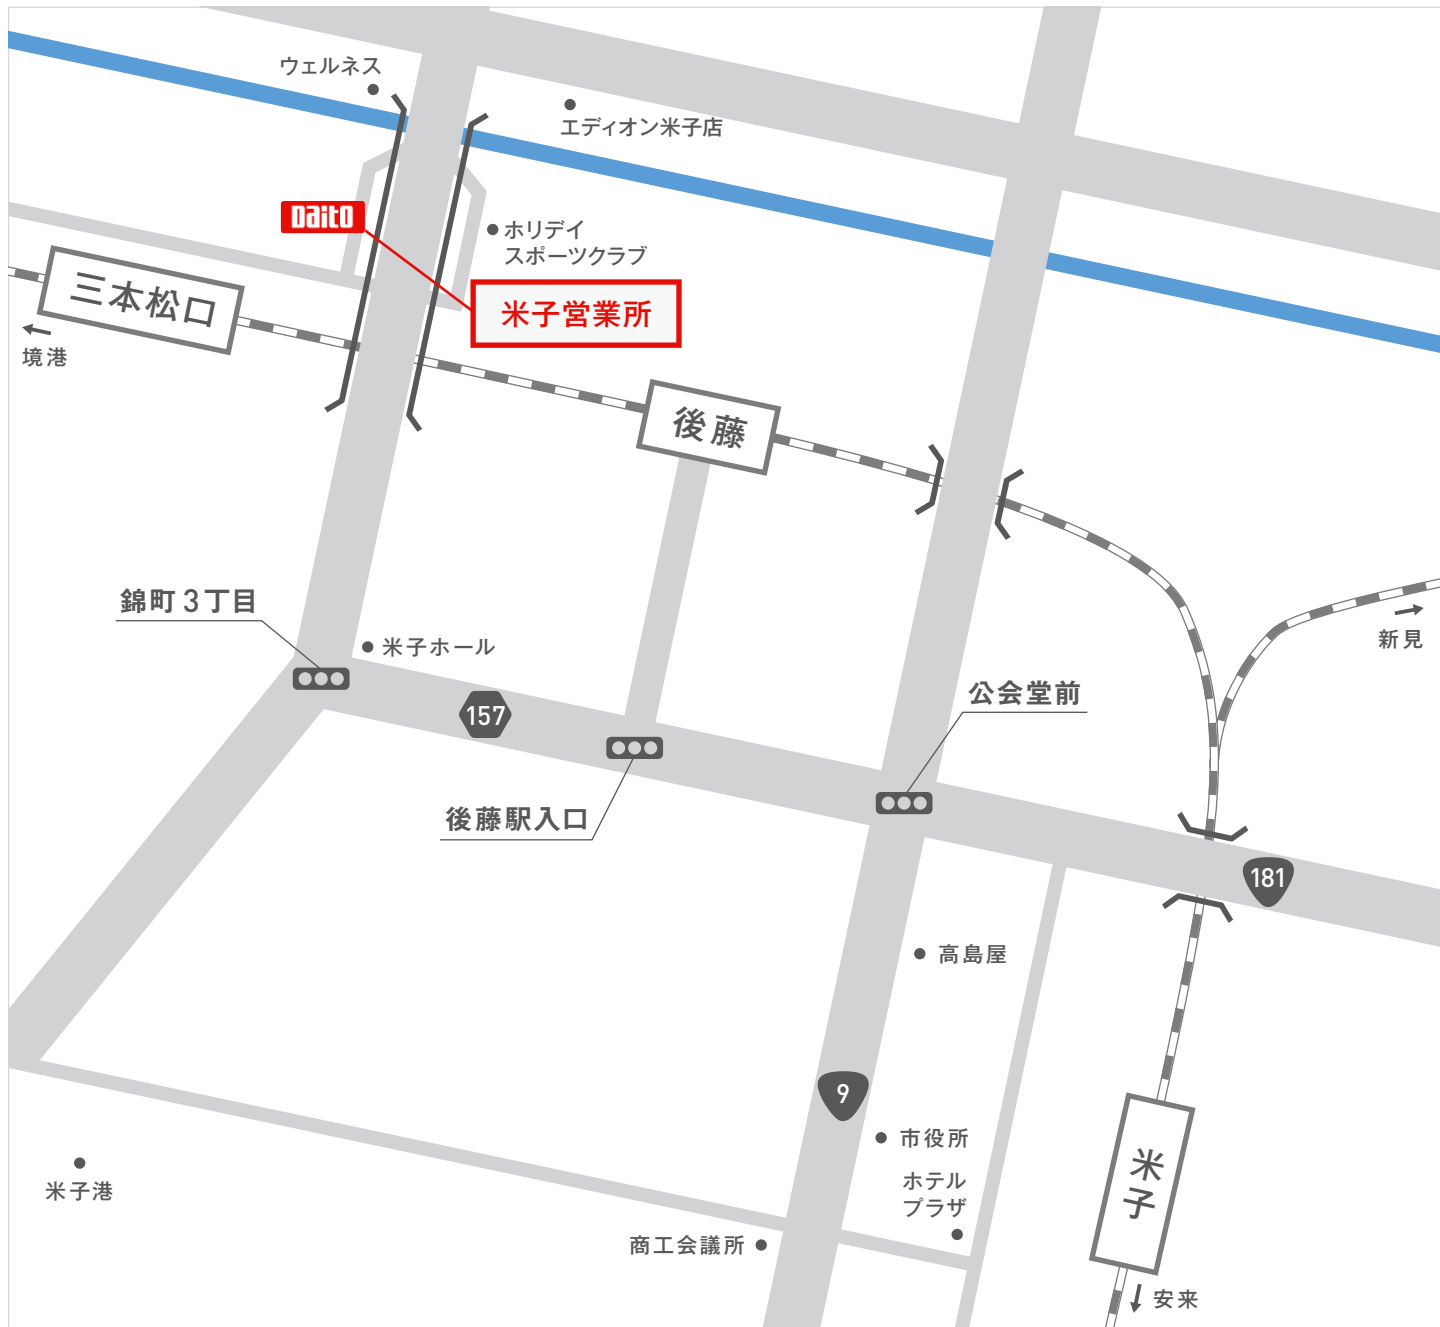 ウェルネス
エディオン米子店
Daito
ホリデイ
スポーツクラブ
米子営業所
三本松口
境港
後藤
錦町3丁目
米子ホール
新見
157
公会堂前
後藤駅入口
181
高島屋
9
市役所
米子
ホテル
プラザ
米子港
商工会議所
安来